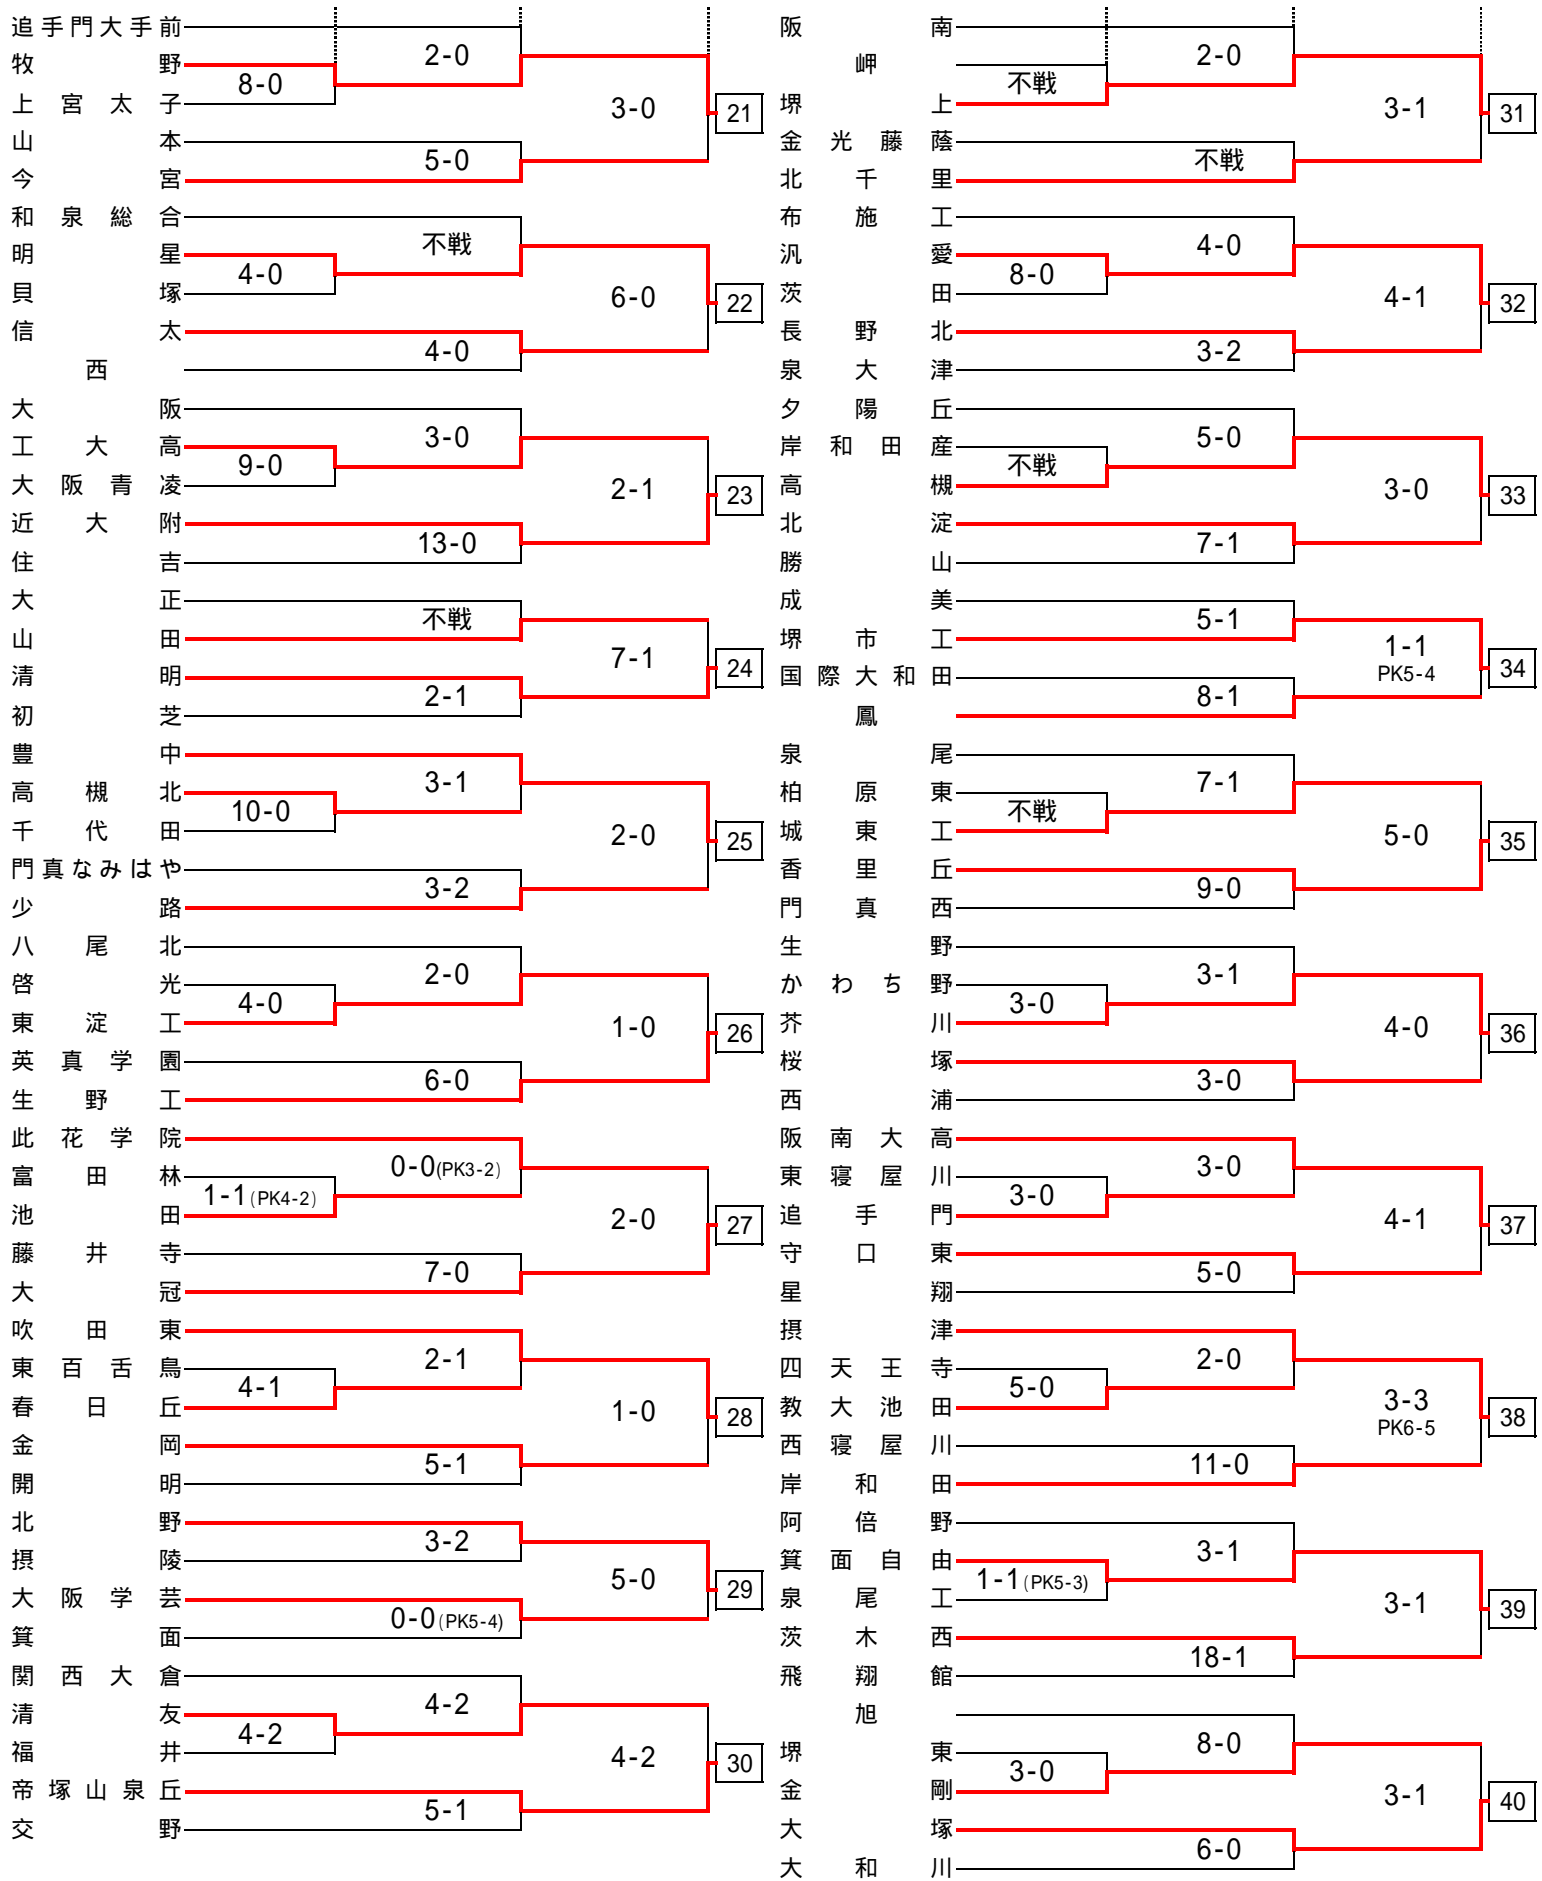 追手門大手前
牧野
上宮太子
山本
今宮
8-0
2-0
5-0
3-0
21
和泉総合
明星
貝塚
信太
西
4-0
不戦
4-0
6-0
22
大阪
工大高
大阪青凌
近大附
住吉
9-0
3-0
13-0
2-1
23
大正
山田
清明
初芝
不戦
2-1
7-1
24
豊中
高槻北
千代田
門真なみはや
少路
10-0
3-1
3-2
2-0
25
八尾北
啓光
東淀工
英真学園
生野工
4-0
2-0
6-0
1-0
26
此花学院
富田林
池田
藤井寺
大冠
1-1(PK4-2)
0-0(PK3-2)
7-0
2-0
27
吹田東
東百舌鳥
春日丘
金岡
開明
4-1
2-1
5-1
1-0
28
北野
摂陵
大阪学芸
箕面
3-2
0-0(PK5-4)
5-0
29
関西大倉
清友
福井
帝塚山泉丘
交野
4-2
4-2
5-1
4-2
30
阪南
岬
堺上
金光藤蔭
北千里
不戦
2-0
不戦
3-1
31
布施工
汎愛
茨田
長野北
泉大津
8-0
4-0
3-2
4-1
32
夕陽丘
岸和田産
高槻
北淀
勝山
不戦
5-0
7-1
3-0
33
成美
堺市工
国際大和田
鳳
5-1
8-1
1-1
PK5-4
34
泉尾
柏原東
城東工
香里丘
門真西
不戦
7-1
9-0
5-0
35
生野
かわち野
芥川
桜塚
西浦
3-0
3-1
3-0
4-0
36
阪南大高
東寝屋川
追手門
守口東
星翔
3-0
3-0
5-0
4-1
37
摂津
四天王寺
教大池田
西寝屋川
岸和田
5-0
2-0
11-0
3-3
PK6-5
38
阿倍野
箕面自由
泉尾工
茨木西
飛翔館
1-1(PK5-3)
3-1
18-1
3-1
39
旭
堺東
金剛
大塚
大和川
3-0
8-0
6-0
3-1
40